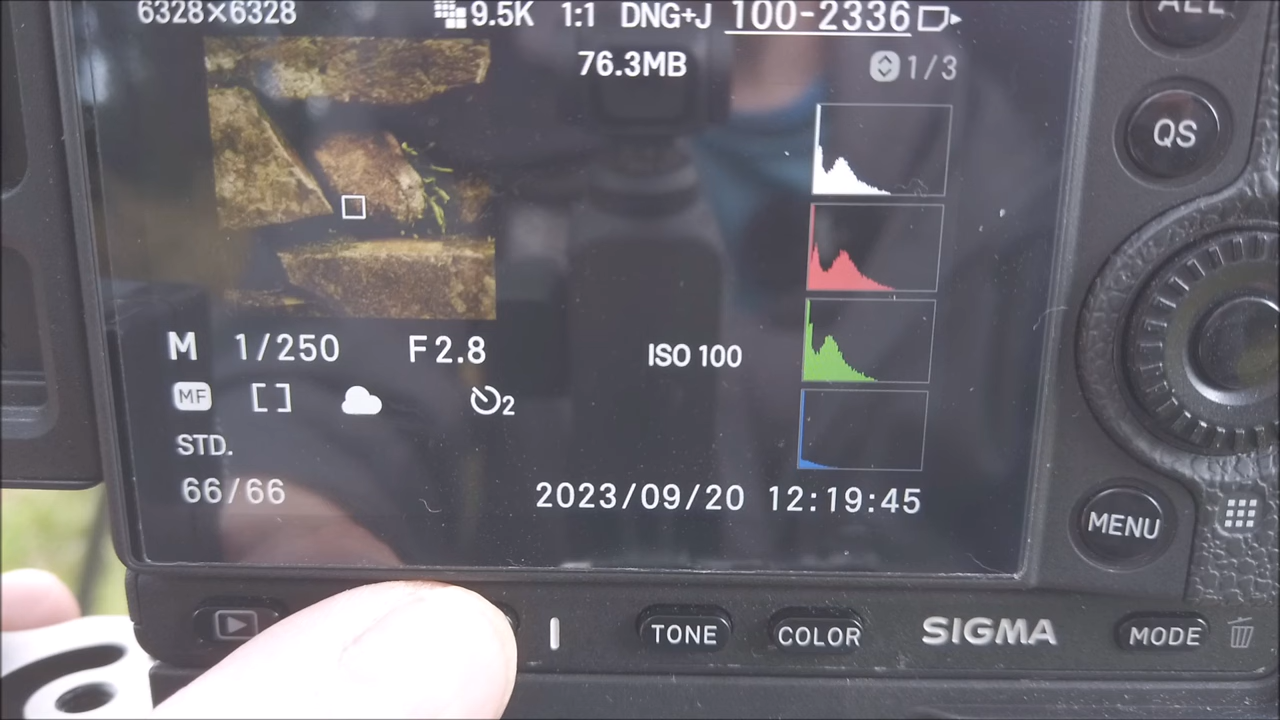 6328×6328 9.5K 1:1 DNG+J 100-2336
76.3MB 1/3
QS
M 1/250 F2.8 ISO 100
MF 2
STD.
66/66 2023/09/20 12:19:45
MENU
TONE COLOR SIGMA MODE